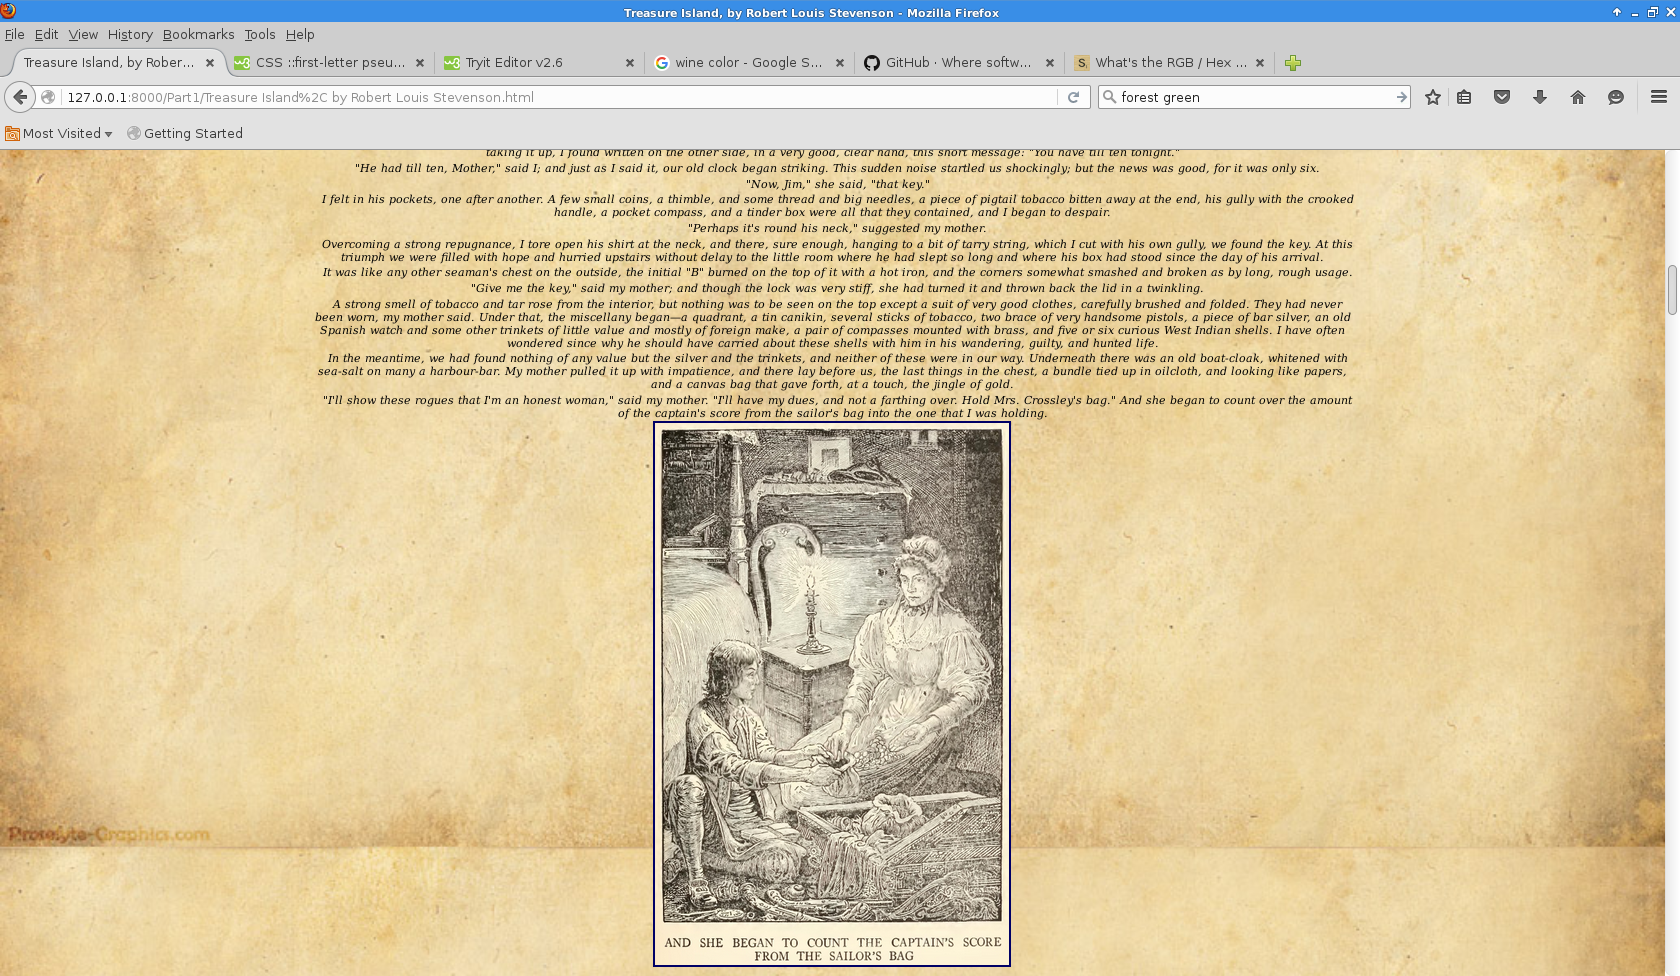 Treasure Island, by Robert Louis Stevenson - Mozilla Firefox
File Edit View History Bookmarks Tools Help
Treasure Island, by Rober... CSS ::first-letter pseu... Tryit Editor v2.6 wine color - Google S... GitHub · Where softw... What's the RGB / Hex ...
127.0.0.1:8000/Part1/Treasure Island%2C by Robert Louis Stevenson.html forest green
Most Visited Getting Started
taking it up, I found written on the other side, in a very good, clear hand, this short message: "You have till ten tonight."
"He had till ten, Mother," said I; and just as I said it, our old clock began striking. This sudden noise startled us shockingly; but the news was good, for it was only six.
"Now, Jim," she said, "that key."
I felt in his pockets, one after another. A few small coins, a thimble, and some thread and big needles, a piece of pigtail tobacco bitten away at the end, his gully with the crooked
handle, a pocket compass, and a tinder box were all that they contained, and I began to despair.
"Perhaps it's round his neck," suggested my mother.
Overcoming a strong repugnance, I tore open his shirt at the neck, and there, sure enough, hanging to a bit of tarry string, which I cut with his own gully, we found the key. At this
triumph we were filled with hope and hurried upstairs without delay to the little room where he had slept so long and where his box had stood since the day of his arrival.
It was like any other seaman's chest on the outside, the initial "B" burned on the top of it with a hot iron, and the corners somewhat smashed and broken as by long, rough usage.
"Give me the key," said my mother; and though the lock was very stiff, she had turned it and thrown back the lid in a twinkling.
A strong smell of tobacco and tar rose from the interior, but nothing was to be seen on the top except a suit of very good clothes, carefully brushed and folded. They had never
been worn, my mother said. Under that, the miscellany began—a quadrant, a tin canikin, several sticks of tobacco, two brace of very handsome pistols, a piece of bar silver, an old
Spanish watch and some other trinkets of little value and mostly of foreign make, a pair of compasses mounted with brass, and five or six curious West Indian shells. I have often
wondered since why he should have carried about these shells with him in his wandering, guilty, and hunted life.
In the meantime, we had found nothing of any value but the silver and the trinkets, and neither of these were in our way. Underneath there was an old boat-cloak, whitened with
sea-salt on many a harbour-bar. My mother pulled it up with impatience, and there lay before us, the last things in the chest, a bundle tied up in oilcloth, and looking like papers,
and a canvas bag that gave forth, at a touch, the jingle of gold.
"I'll show these rogues that I'm an honest woman," said my mother. "I'll have my dues, and not a farthing over. Hold Mrs. Crossley's bag." And she began to count over the amount
of the captain's score from the sailor's bag into the one that I was holding.
AND SHE BEGAN TO COUNT THE CAPTAIN'S SCORE
FROM THE SAILOR'S BAG